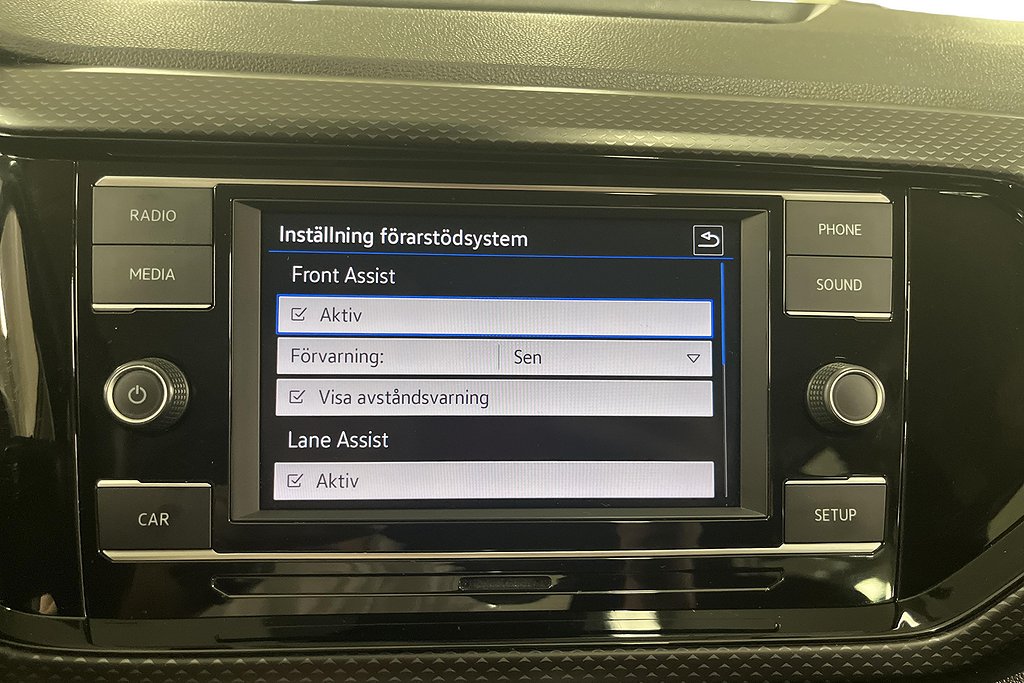 RADIO
MEDIA
CAR
Inställning förarstödsystem
Front Assist
Aktiv
Förvarning: Sen
Visa avståndsvarning
Lane Assist
Aktiv
PHONE
SOUND
SETUP